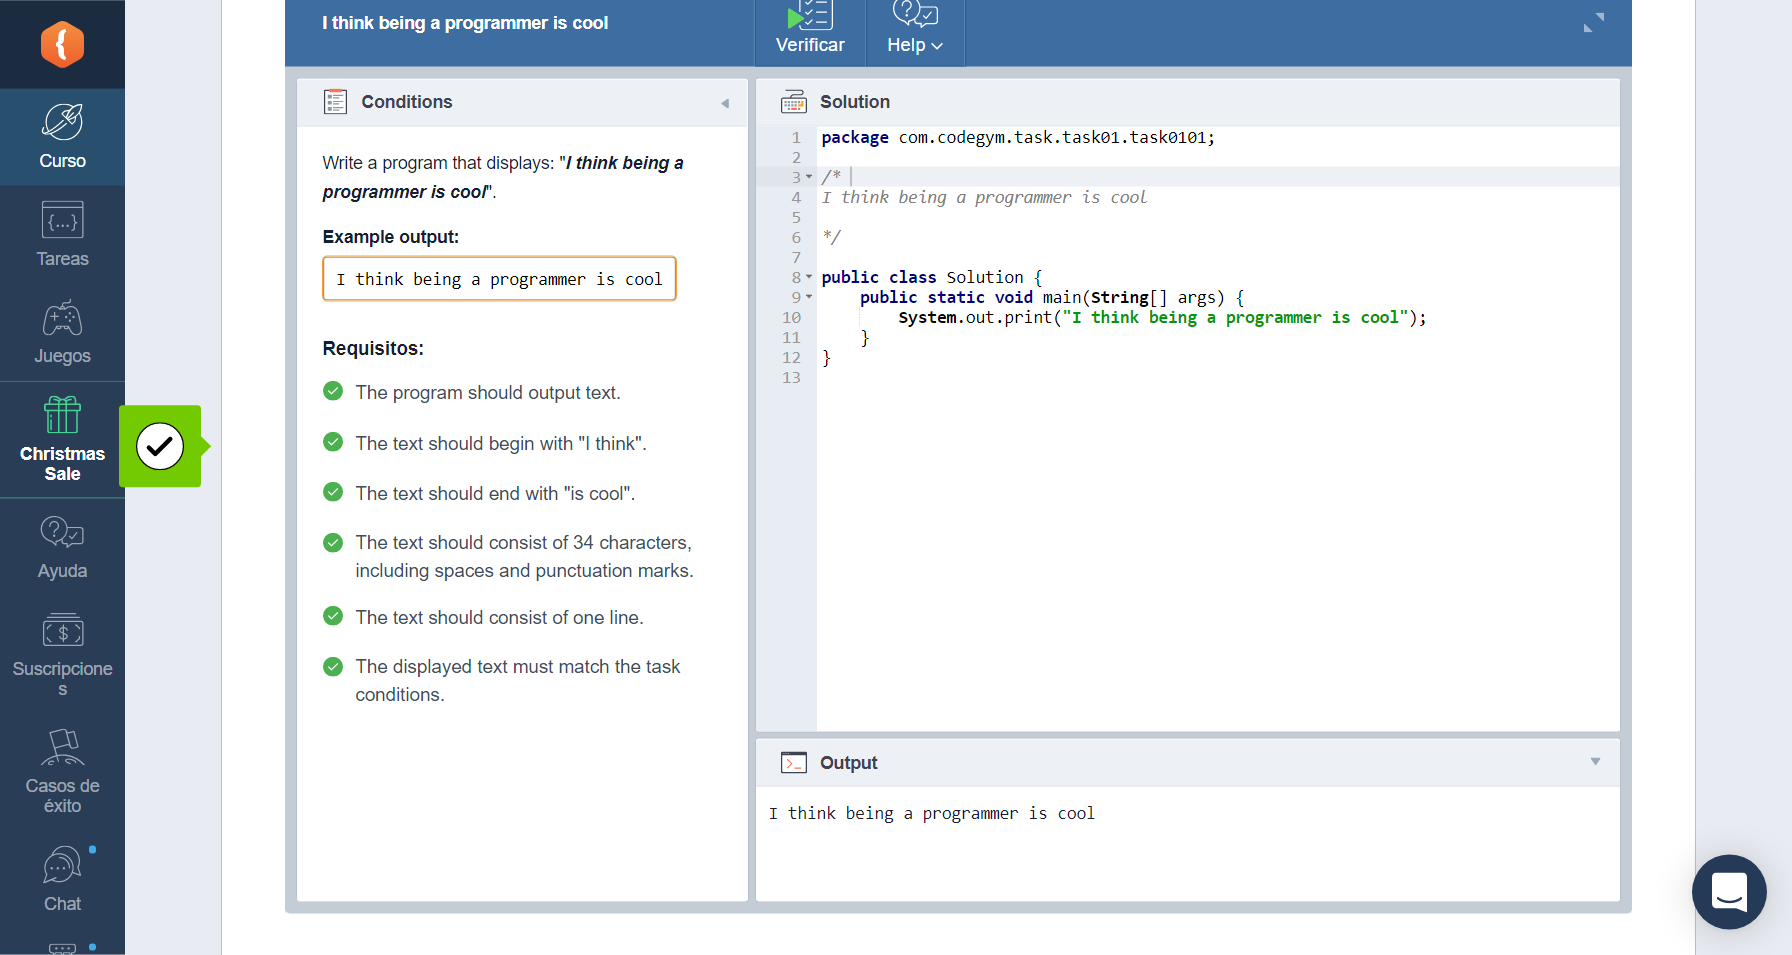 I think being a programmer is cool
Verificar
Help
Curso
Tareas
Juegos
Christmas
Sale
Ayuda
Suscripcione
s
Casos de
éxito
Chat
Conditions
Write a program that displays: "I think being a
programmer is cool".
Example output:
I think being a programmer is cool
Requisitos:
The program should output text.
The text should begin with "I think".
The text should end with "is cool".
The text should consist of 34 characters,
including spaces and punctuation marks.
The text should consist of one line.
The displayed text must match the task
conditions.
Solution
1 package com.codegym.task.task01.task0101;
2
3 /*
4 I think being a programmer is cool
5
6 */
7
8 public class Solution {
9 public static void main(String[] args) {
10 System.out.print("I think being a programmer is cool");
11 }
12 }
13
Output
I think being a programmer is cool